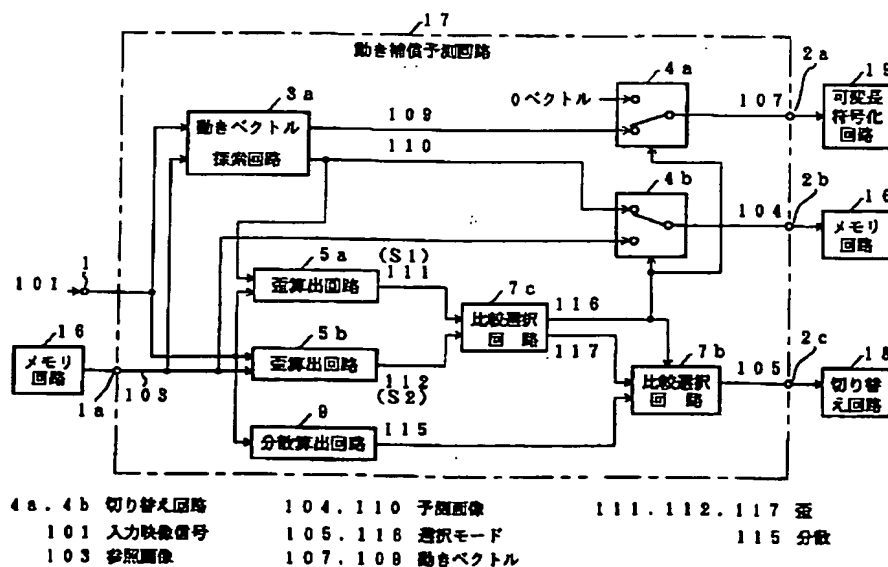 17
動き補償予測回路
3a
動きベクトル
探索回路
109
110
0ベクトル
4a
107
2a
19
可変長
符号化
回路
4b
104
2b
16
メモリ
回路
101
1
5a
歪算出回路
(S1)
111
7c
比較選択
回路
116
117
16
メモリ
回路
1a
103
5b
歪算出回路
112
(S2)
7b
比較選択
回路
105
2c
18
切り替
え回路
9
分散算出回路
115
4a.4b 切り替え回路
101 入力映像信号
103 参照画像
104.110 予測画像
105.116 選択モード
107.109 動きベクトル
111.112.117 歪
115 分散